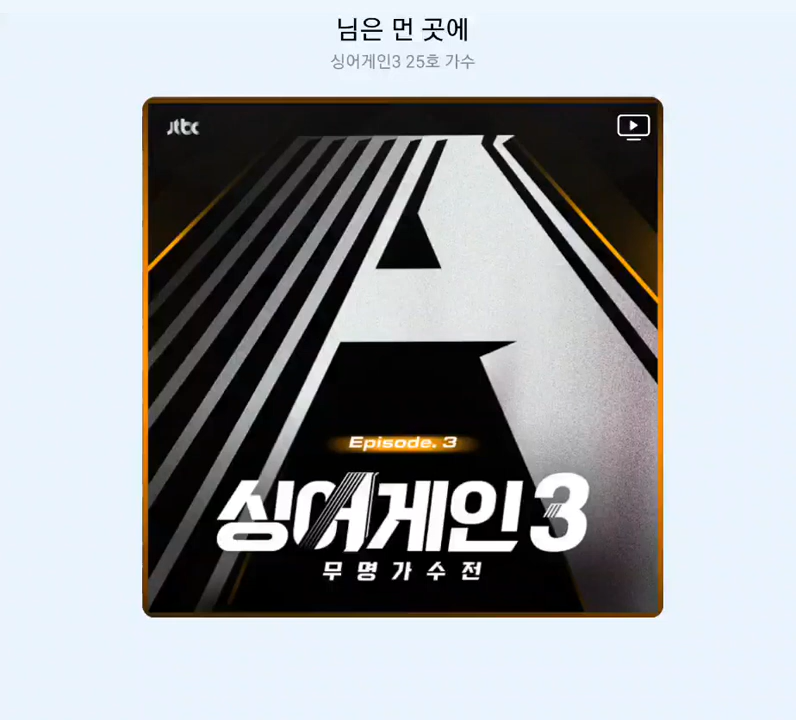 님은 먼 곳에
싱어게인3 25호 가수
jtbc
Episode. 3
싱어게인3
무명가수전